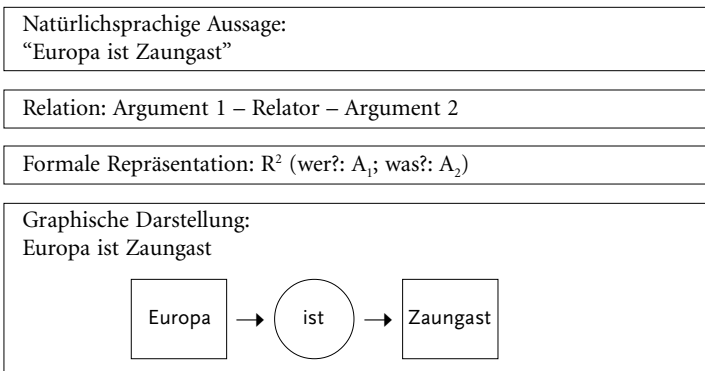 Natürlichsprachige Aussage:
“Europa ist Zaungast”
Relation: Argument 1 – Relator – Argument 2
Formale Repräsentation: R² (wer?: A₁; was?: A₂)
Graphische Darstellung:
Europa ist Zaungast
Europa → ist → Zaungast